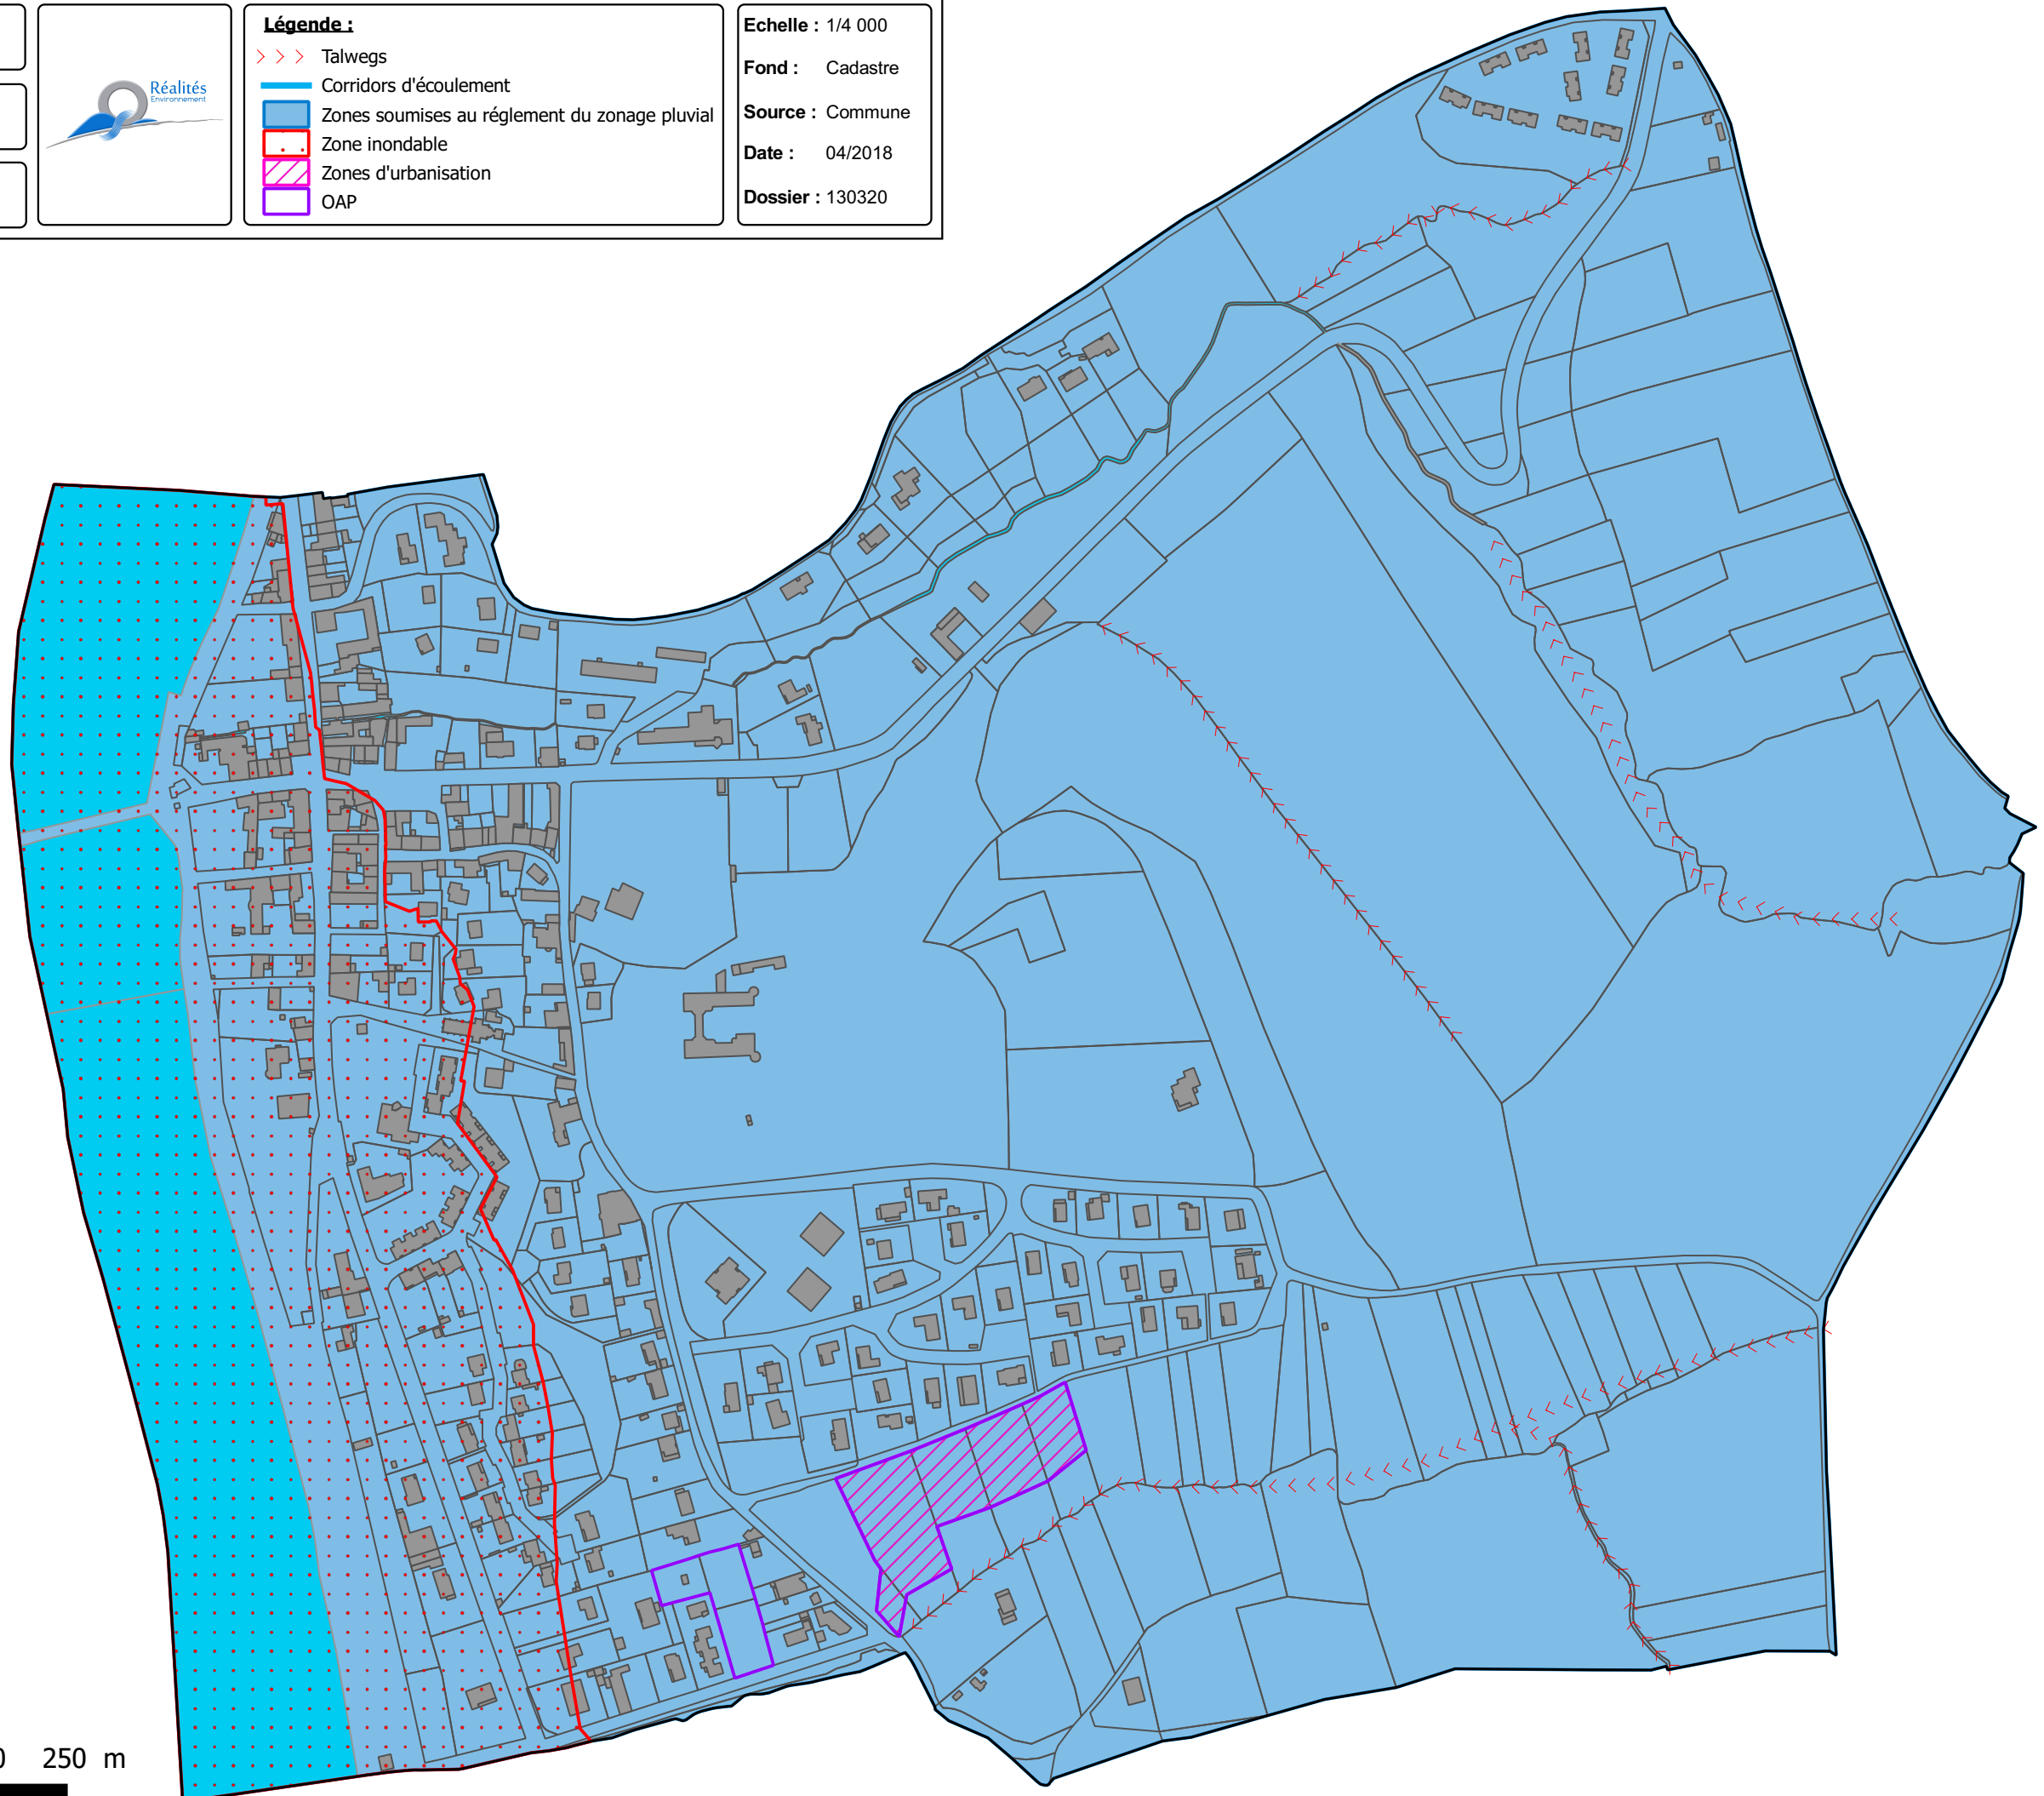 Réalités
Environnement
Légende :
Talwegs
Corridors d'écoulement
Zones soumises au réglement du zonage pluvial
Zone inondable
Zones d'urbanisation
OAP
Echelle : 1/4 000
Fond : Cadastre
Source : Commune
Date : 04/2018
Dossier : 130320
250 m